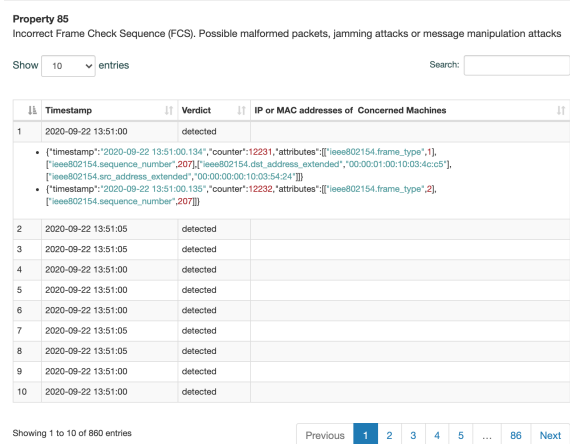 Property 85
Incorrect Frame Check Sequence (FCS). Possible malformed packets, jamming attacks or message manipulation attacks
Show 10 entries Search:
Timestamp Verdict IP or MAC addresses of Concerned Machines
1 2020-09-22 13:51:00 detected
• {"timestamp":"2020-09-22 13:51:00.134","counter":12231,"attributes":[["ieee802154.frame_type",1],
["ieee802154.sequence_number",207],["ieee802154.dst_address_extended","00:00:01:00:10:03:4c:c5"],
["ieee802154.src_address_extended","00:00:00:00:10:03:54:24"]]}
• {"timestamp":"2020-09-22 13:51:00.135","counter":12232,"attributes":[["ieee802154.frame_type",2],
["ieee802154.sequence_number",207]]}
2 2020-09-22 13:51:05 detected
3 2020-09-22 13:51:05 detected
4 2020-09-22 13:51:00 detected
5 2020-09-22 13:51:00 detected
6 2020-09-22 13:51:00 detected
7 2020-09-22 13:51:05 detected
8 2020-09-22 13:51:05 detected
9 2020-09-22 13:51:00 detected
10 2020-09-22 13:51:00 detected
Showing 1 to 10 of 860 entries Previous 1 2 3 4 5 ... 86 Next